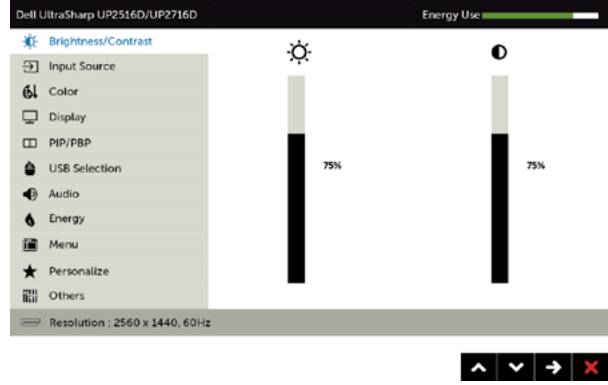 Dell UltraSharp UP2516D/UP2716D
Energy Use
Brightness/Contrast
Input Source
Color
Display
PIP/PBP
USB Selection
Audio
Energy
Menu
Personalize
Others
75%
75%
Resolution : 2560 x 1440, 60Hz